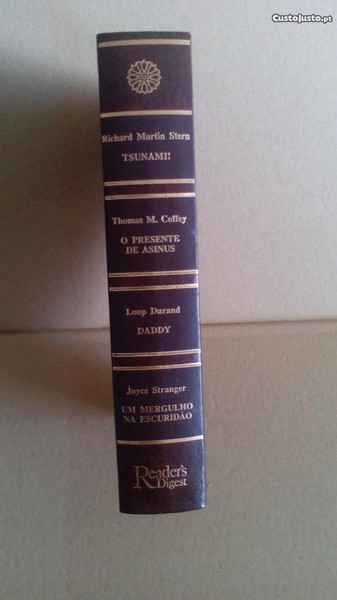 CustoJusto.pt
Richard Martin Stern
TSUNAMI!
Thomas M. Coffey
O PRESENTE
DE ASINUS
Loup Durand
DADDY
Joyce Stranger
UM MERGULHO
NA ESCURIDÃO
Reader's
Digest